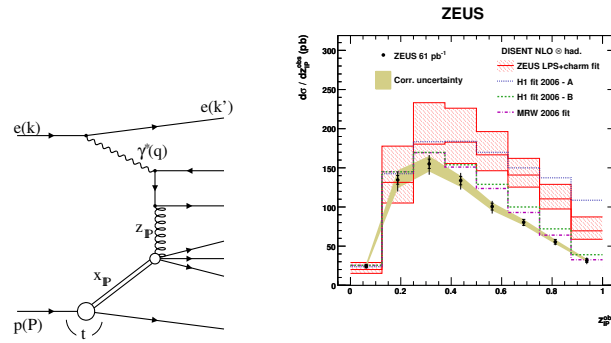 e(k)
e(k')
γ*(q)
z_IP
x_IP
p(P)
t
ZEUS
dσ / dz_IP^obs (pb)
300
250
200
150
100
50
0
ZEUS 61 pb⁻¹
Corr. uncertainty
DISENT NLO ⊗ had.
ZEUS LPS+charm fit
H1 fit 2006 - A
H1 fit 2006 - B
MRW 2006 fit
0 0.2 0.4 0.6 0.8 1
z_IP^ob